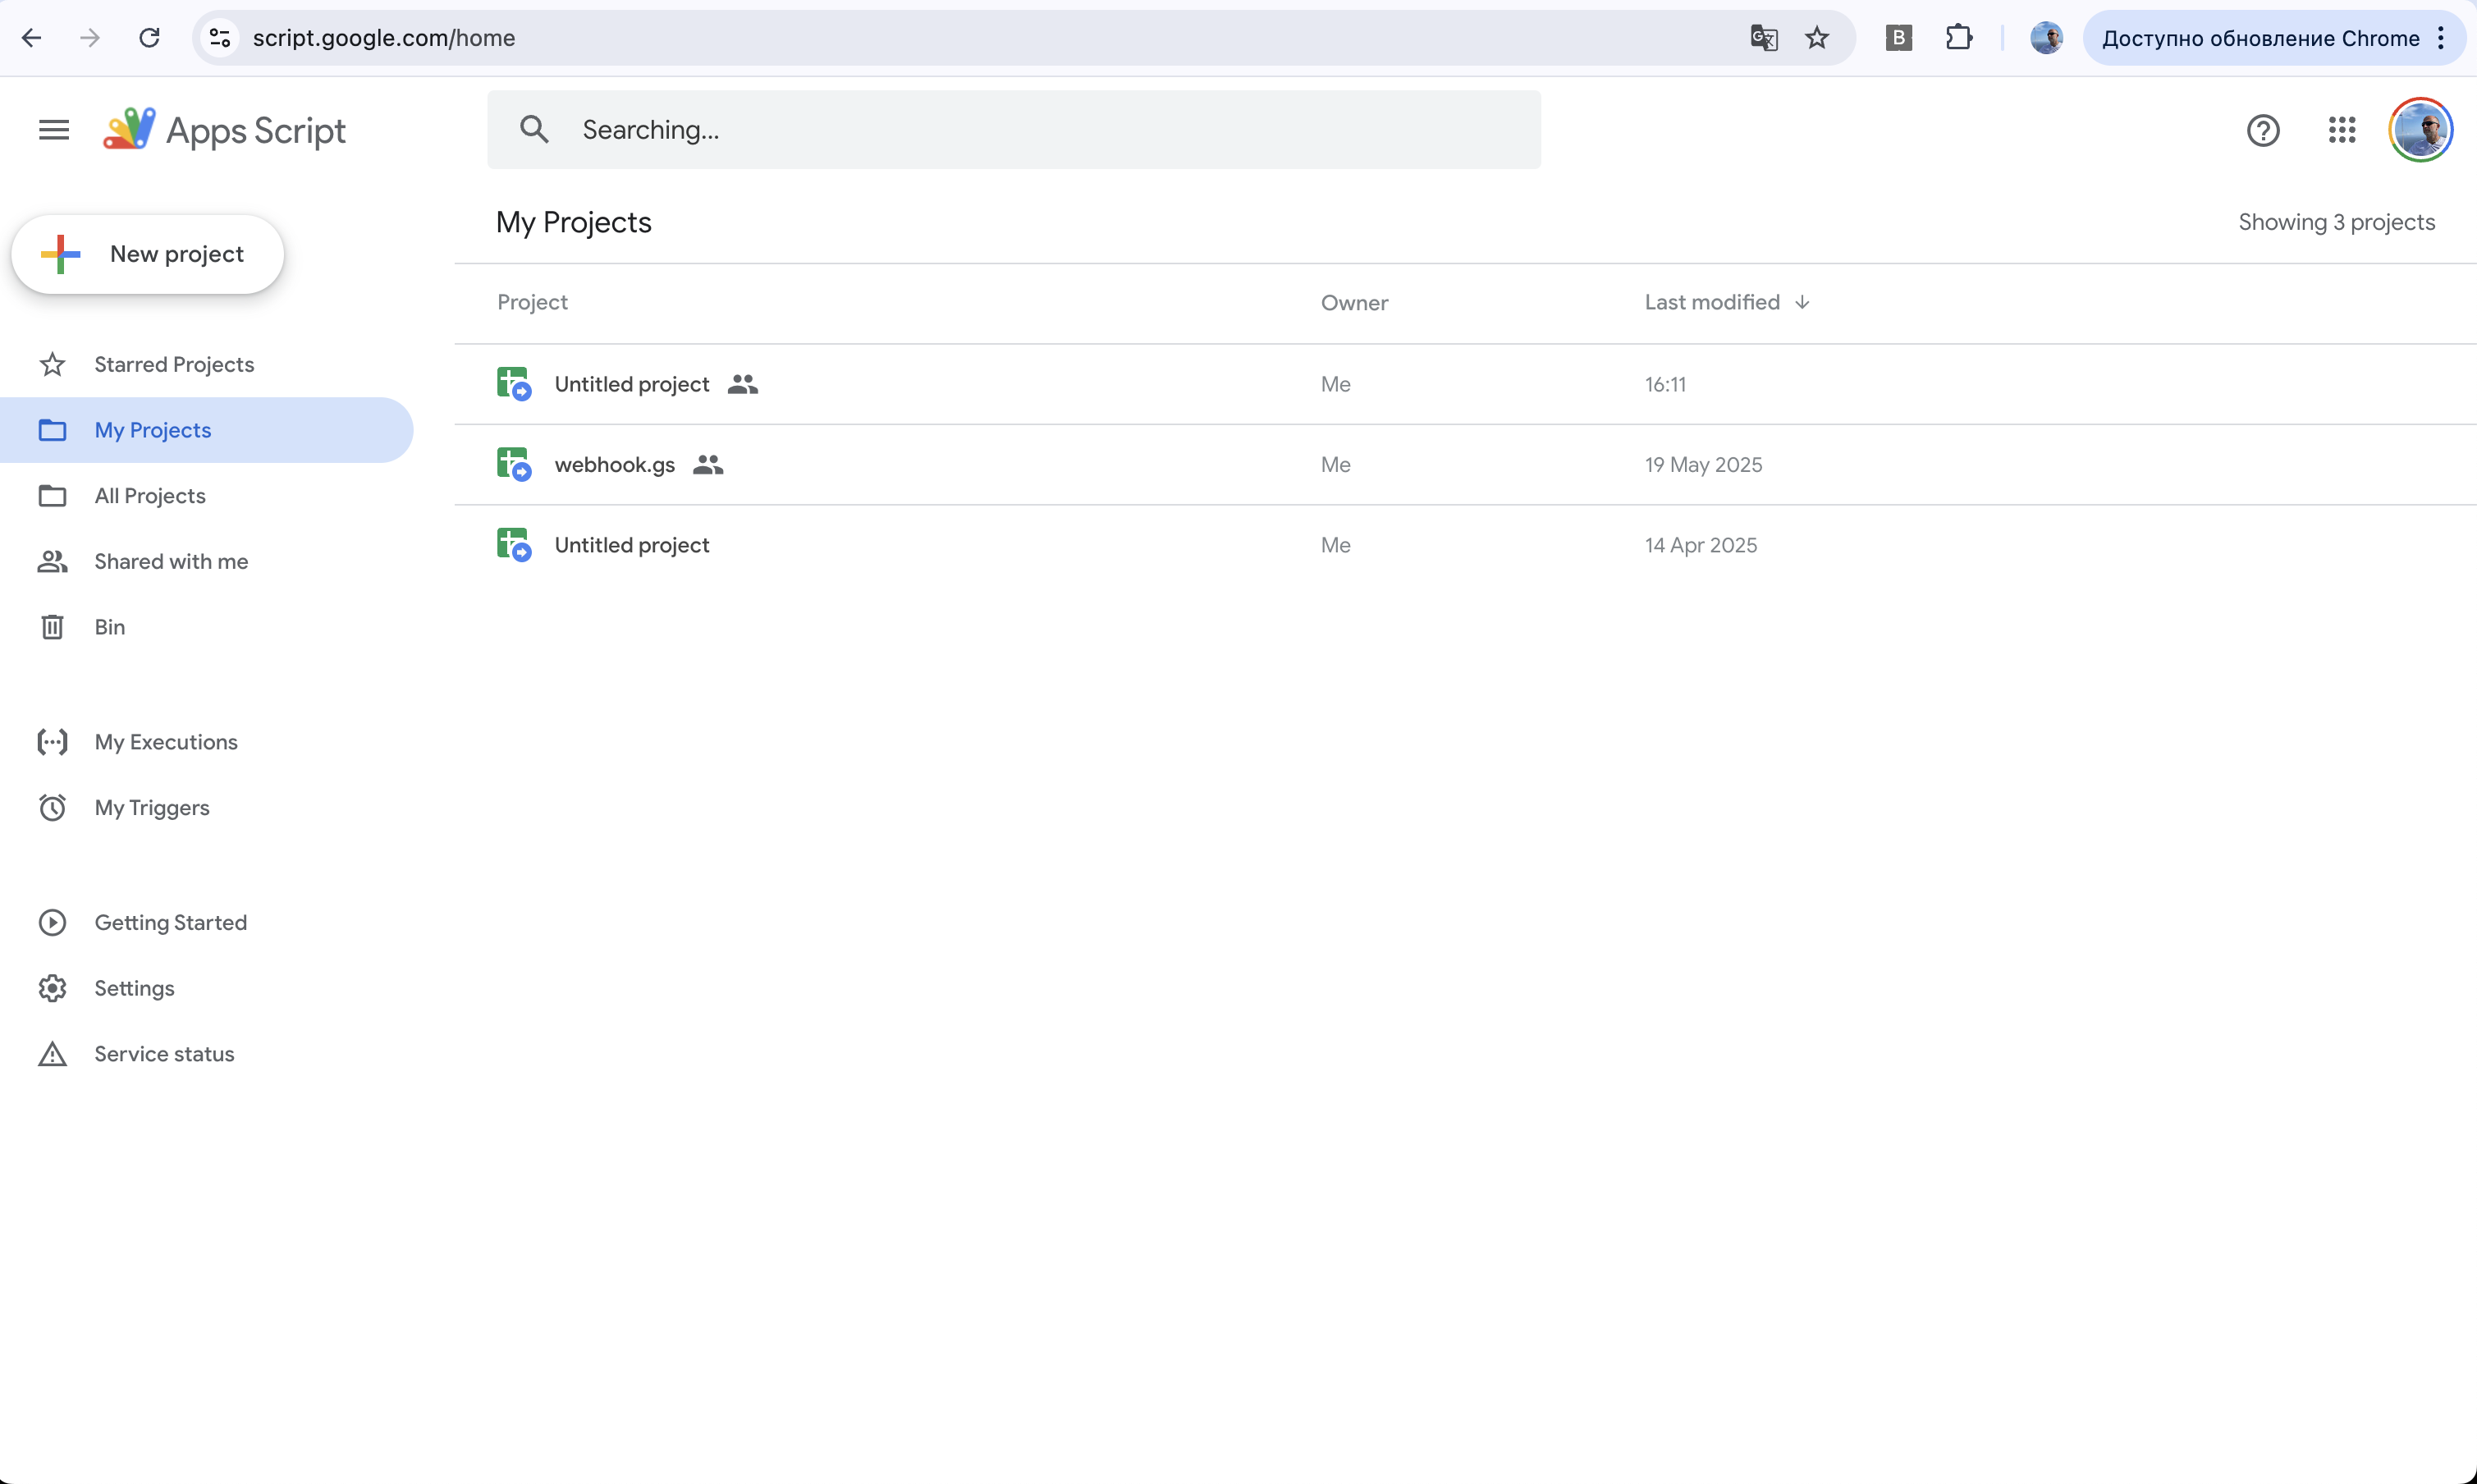 script.google.com/home
B
Доступно обновление Chrome
Apps Script
Searching...
New project
My Projects
Showing 3 projects
Project Owner Last modified
Starred Projects
Untitled project Me 16:11
My Projects
webhook.gs Me 19 May 2025
All Projects
Untitled project Me 14 Apr 2025
Shared with me
Bin
My Executions
My Triggers
Getting Started
Settings
Service status